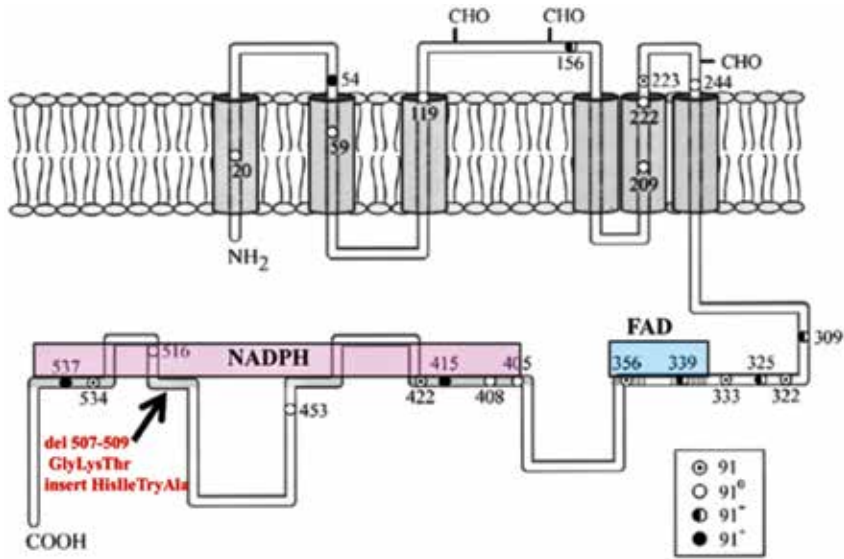 CHO
CHO
CHO
54
156
223
244
119
222
59
20
209
NH2
FAD
309
537
516
NADPH
415
405
356
339
325
534
422
408
333
322
453
del 507-509
GlyLysThr
insert HisIleTryAla
COOH
91
91⁰
91⁻
91⁺